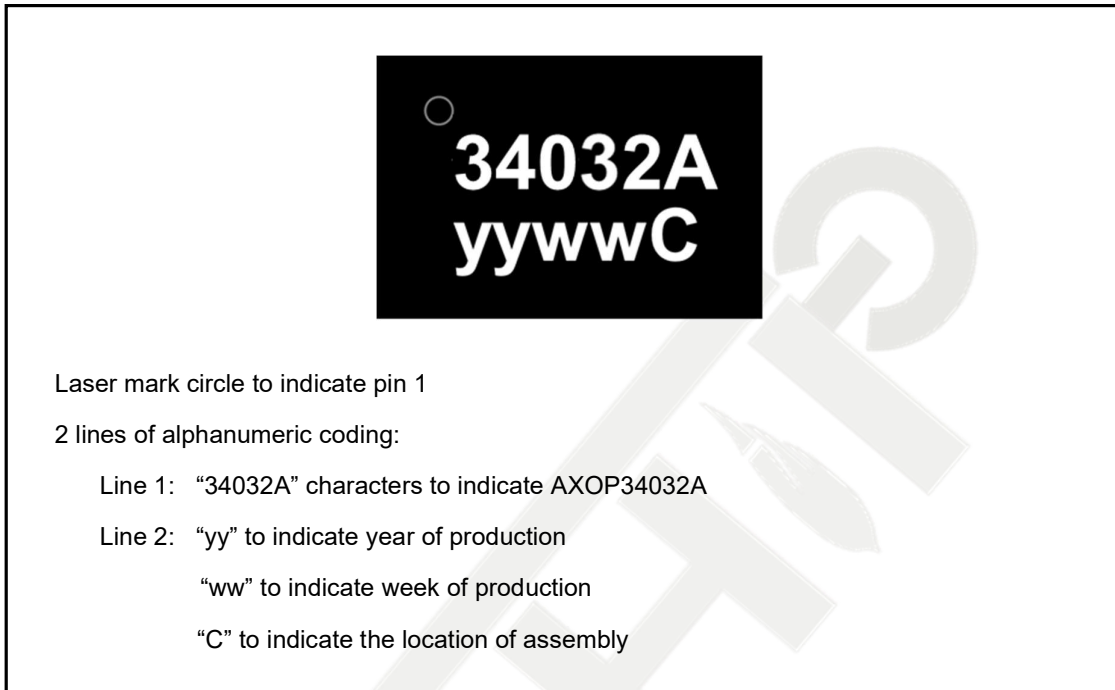 34032A
yywwC
Laser mark circle to indicate pin 1
2 lines of alphanumeric coding:
Line 1: “34032A” characters to indicate AXOP34032A
Line 2: “yy” to indicate year of production
“ww” to indicate week of production
“C” to indicate the location of assembly